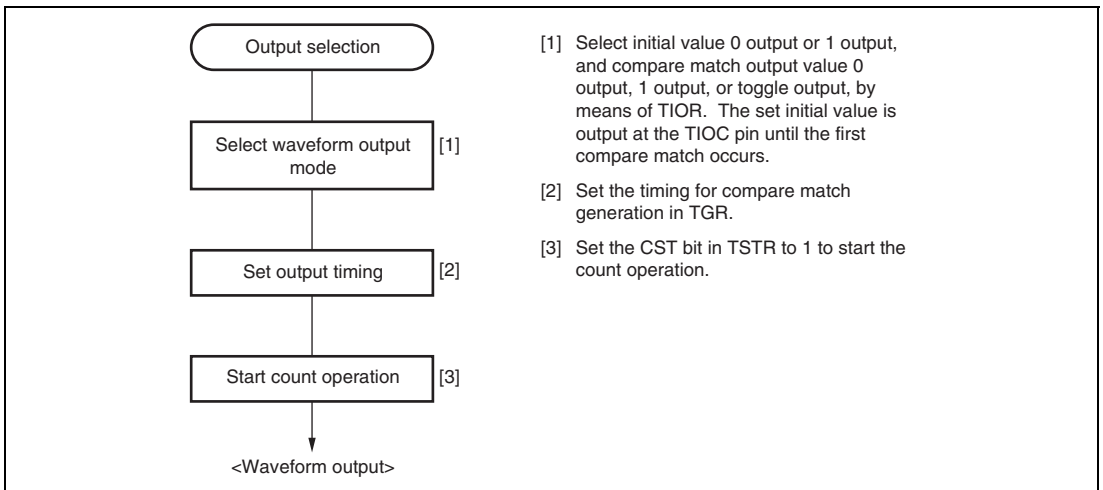 Output selection
Select waveform output
mode
[1]
Set output timing
[2]
Start count operation
[3]
<Waveform output>
[1] Select initial value 0 output or 1 output,
and compare match output value 0
output, 1 output, or toggle output, by
means of TIOR. The set initial value is
output at the TIOC pin until the first
compare match occurs.
[2] Set the timing for compare match
generation in TGR.
[3] Set the CST bit in TSTR to 1 to start the
count operation.